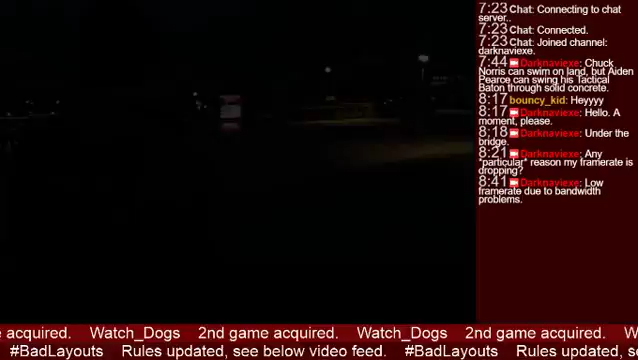 7:23 Chat: Connecting to chat
server..
7:23 Chat: Connected.
7:23 Chat: Joined channel:
darknaviexe.
7:44 Darknaviexe: Chuck
Norris can swim on land, but Aiden
Pearce can swing his Tactical
Baton through solid concrete.
8:17 bouncy_kid: Heyyyy
8:17 Darknaviexe: Hello. A
moment, please.
8:18 Darknaviexe: Under the
bridge.
8:21 Darknaviexe: Any
*particular* reason my framerate is
dropping?
8:41 Darknaviexe: Low
framerate due to bandwidth
problems.
e acquired. Watch_Dogs 2nd game acquired. Watch_Dogs 2nd game acquired. W
#BadLayouts Rules updated, see below video feed. #BadLayouts Rules updated, s